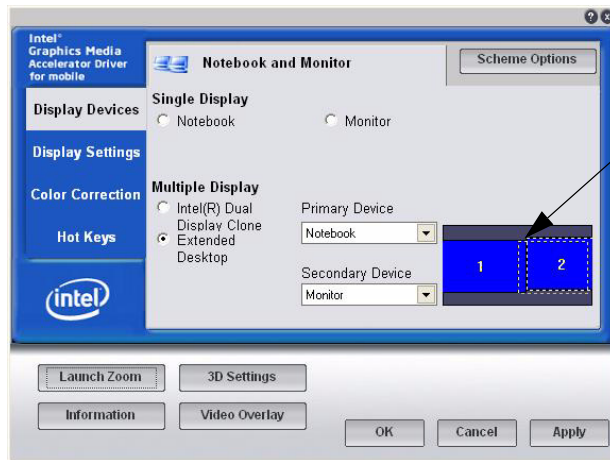 Intel®
Graphics Media
Accelerator Driver
for mobile
Notebook and Monitor
Scheme Options
Display Devices
Display Settings
Color Correction
Hot Keys
intel
Single Display
Notebook
Monitor
Multiple Display
Intel(R) Dual
Display Clone
Extended
Desktop
Primary Device
Notebook
Secondary Device
Monitor
1
2
Launch Zoom
3D Settings
Information
Video Overlay
OK
Cancel
Apply